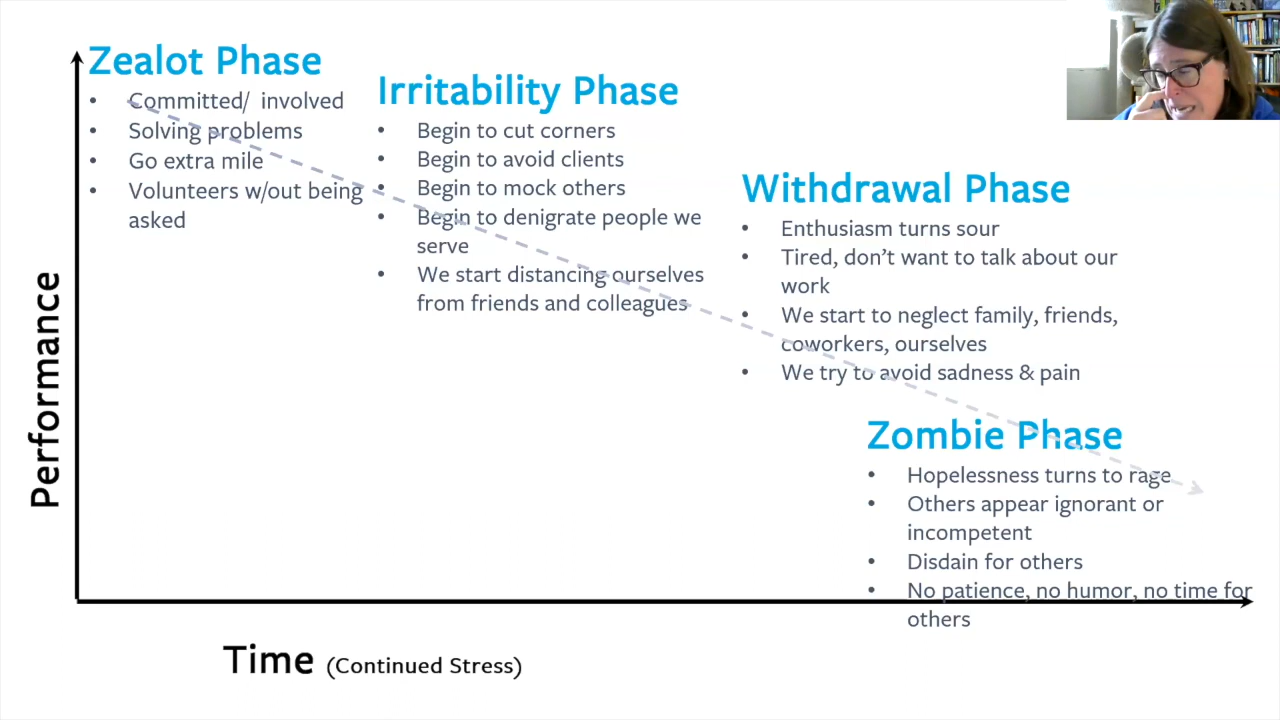 Zealot Phase
• Committed/ involved
• Solving problems
• Go extra mile
• Volunteers w/out being
asked
Irritability Phase
• Begin to cut corners
• Begin to avoid clients
• Begin to mock others
• Begin to denigrate people we
serve
• We start distancing ourselves
from friends and colleagues
Withdrawal Phase
• Enthusiasm turns sour
• Tired, don’t want to talk about our
work
• We start to neglect family, friends,
coworkers, ourselves
• We try to avoid sadness & pain
Zombie Phase
• Hopelessness turns to rage
• Others appear ignorant or
incompetent
• Disdain for others
• No patience, no humor, no time for
others
Performance
Time (Continued Stress)